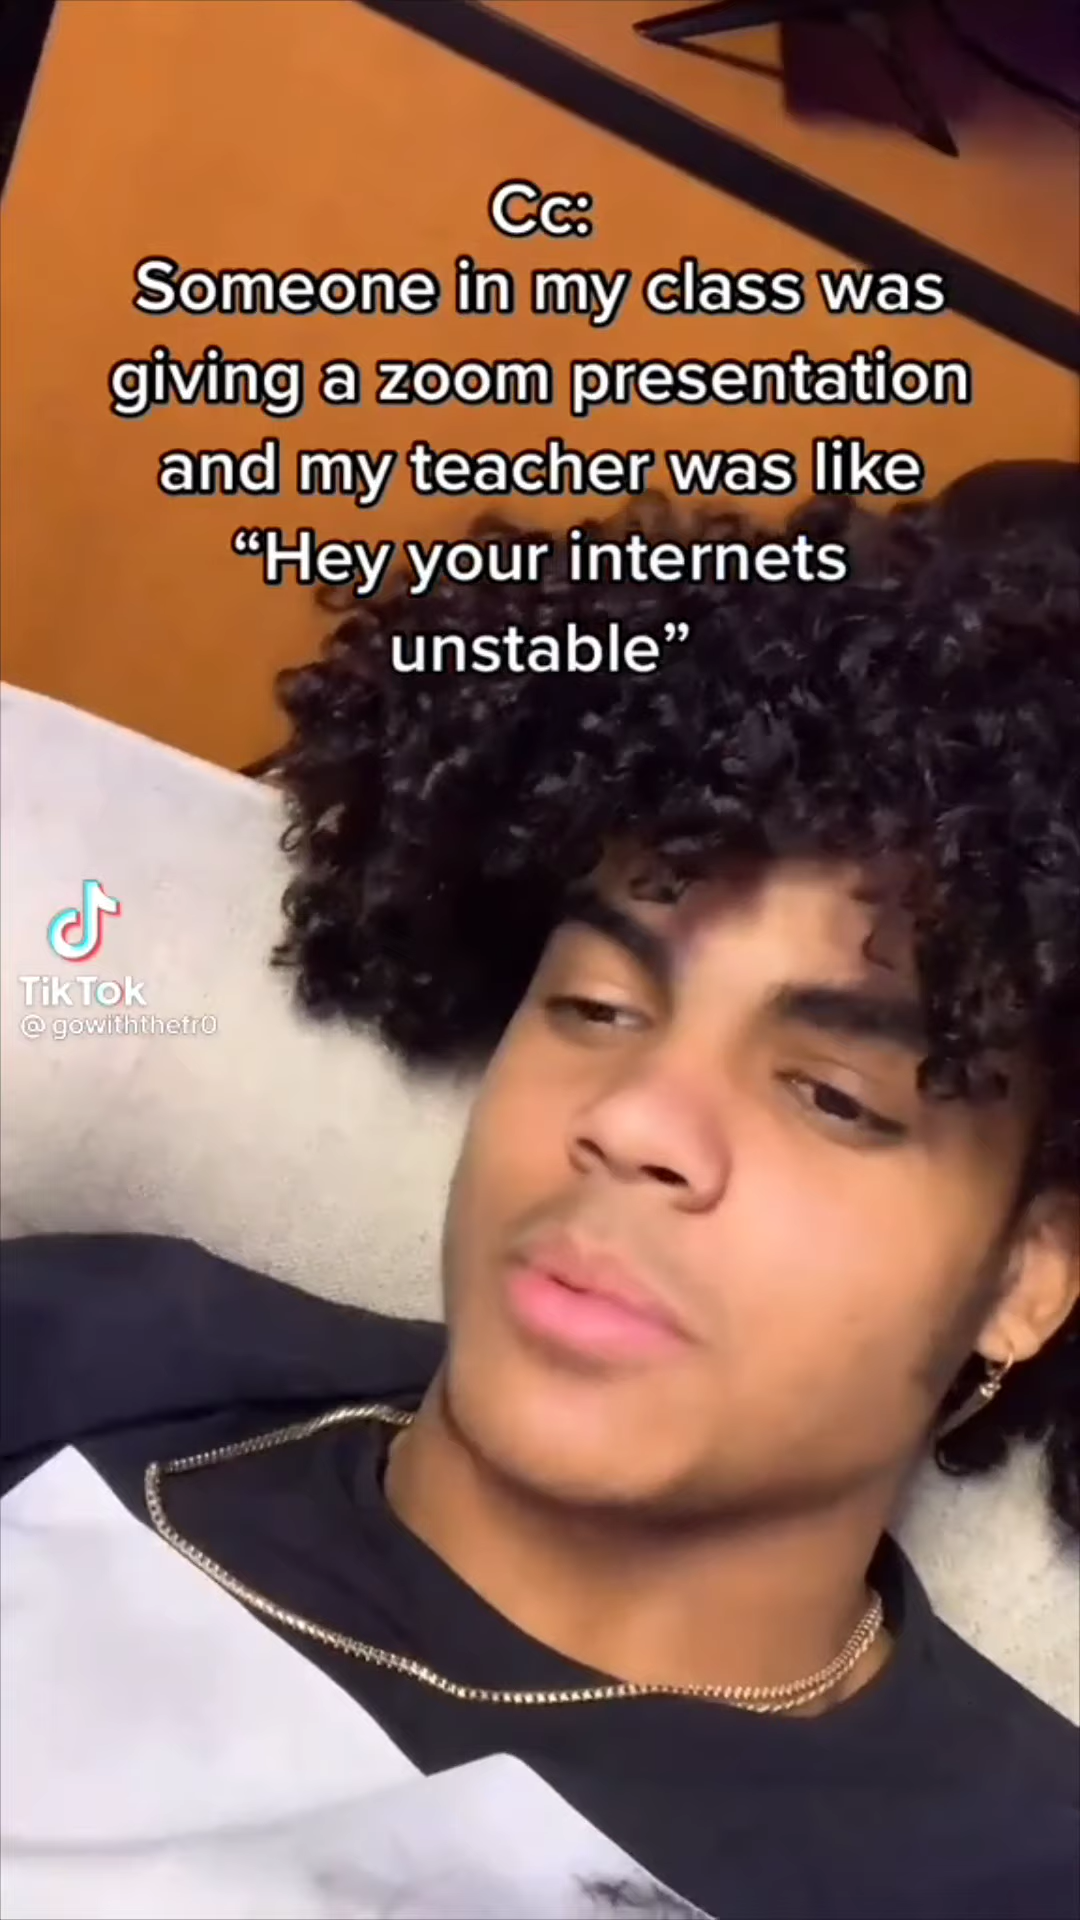 Cc:
Someone in my class was
giving a zoom presentation
and my teacher was like
“Hey your internets
unstable”
TikTok
@gowiththefr0